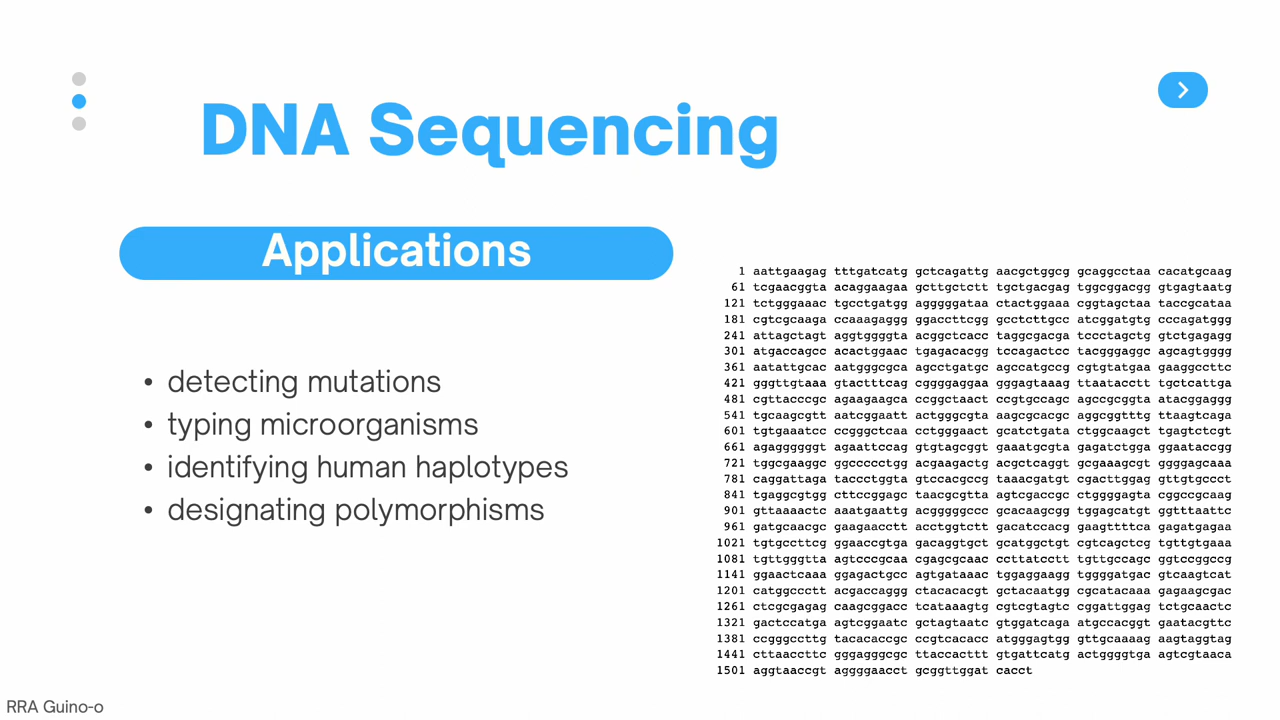 DNA Sequencing
Applications
• detecting mutations
• typing microorganisms
• identifying human haplotypes
• designating polymorphisms
1 aattgaagag tttgatcatg gctcagattg aacgctggcg gcaggcctaa cacatgcaag
61 tcgaacggta acaggaagaa gcttgctctt tgctgacgag tggcggacgg gtgagtaatg
121 tctgggaaac tgcctgatgg agggggataa ctactggaaa cggtagctaa taccgcataa
181 cgtcgcaaga ccaaagaggg ggaccttcgg gcctcttgcc atcggatgtg cccagatggg
241 attagctagt aggtggggta acggctcacc taggcgacga tccctagctg gtctgagagg
301 atgaccagcc acactggaac tgagacacgg tccagactcc tacgggaggc agcagtgggg
361 aatattgcac aatgggcgca agcctgatgc agccatgccg cgtgtatgaa gaaggccttc
421 gggttgtaaa gtactttcag cggggaggaa gggagtaaag ttaatacctt tgctcattga
481 cgttacccgc agaagaagca ccggctaact ccgtgccagc agccgcggta atacggaggg
541 tgcaagcgtt aatcggaatt actgggcgta aagcgcacgc aggcggtttg ttaagtcaga
601 tgtgaaatcc ccgggctcaa cctgggaact gcatctgata ctggcaagct tgagtctcgt
661 agaggggggt agaattccag gtgtagcggt gaaatgcgta gagatctgga ggaataccgg
721 tggcgaaggc ggccccctgg acgaagactg acgctcaggt gcgaaagcgt ggggagcaaa
781 caggattaga taccctggta gtccacgccg taaacgatgt cgacttggag gttgtgccct
841 tgaggcgtgg cttccggagc taacgcgtta agtcgaccgc ctggggagta cggccgcaag
901 gttaaaactc aaatgaattg acgggggccc gcacaagcgg tggagcatgt ggtttaattc
961 gatgcaacgc gaagaacctt acctggtctt gacatccacg gaagttttca gagatgagaa
1021 tgtgccttcg ggaaccgtga gacaggtgct gcatggctgt cgtcagctcg tgttgtgaaa
1081 tgttgggtta agtcccgcaa cgagcgcaac ccttatcctt tgttgccagc ggtccggccg
1141 ggaactcaaa ggagactgcc agtgataaac tggaggaagg tggggatgac gtcaagtcat
1201 catggccctt acgaccaggg ctacacacgt gctacaatgg cgcatacaaa gagaagcgac
1261 ctcgcgagag caagcggacc tcataaagtg cgtcgtagtc cggattggag tctgcaactc
1321 gactccatga agtcggaatc gctagtaatc gtggatcaga atgccacggt gaatacgttc
1381 ccgggccttg tacacaccgc ccgtcacacc atgggagtgg gttgcaaaag aagtaggtag
1441 cttaaccttc gggagggcgc ttaccacttt gtgattcatg actggggtga agtcgtaaca
1501 aggtaaccgt aggggaacct gcggttggat cacct
RRA Guino-o